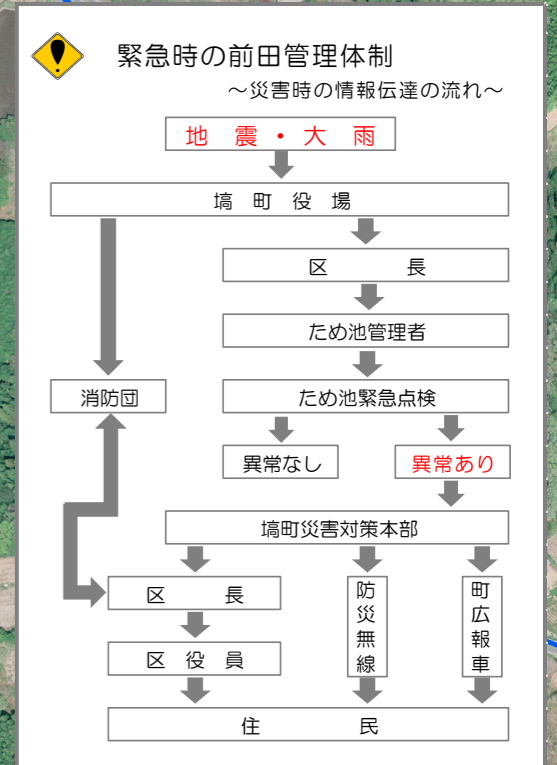 緊急時の前田管理体制
～災害時の情報伝達の流れ～
地震・大雨
塙町役場
区長
ため池管理者
消防団
ため池緊急点検
異常なし
異常あり
塙町災害対策本部
区長
防災無線
町広報車
区役員
住民